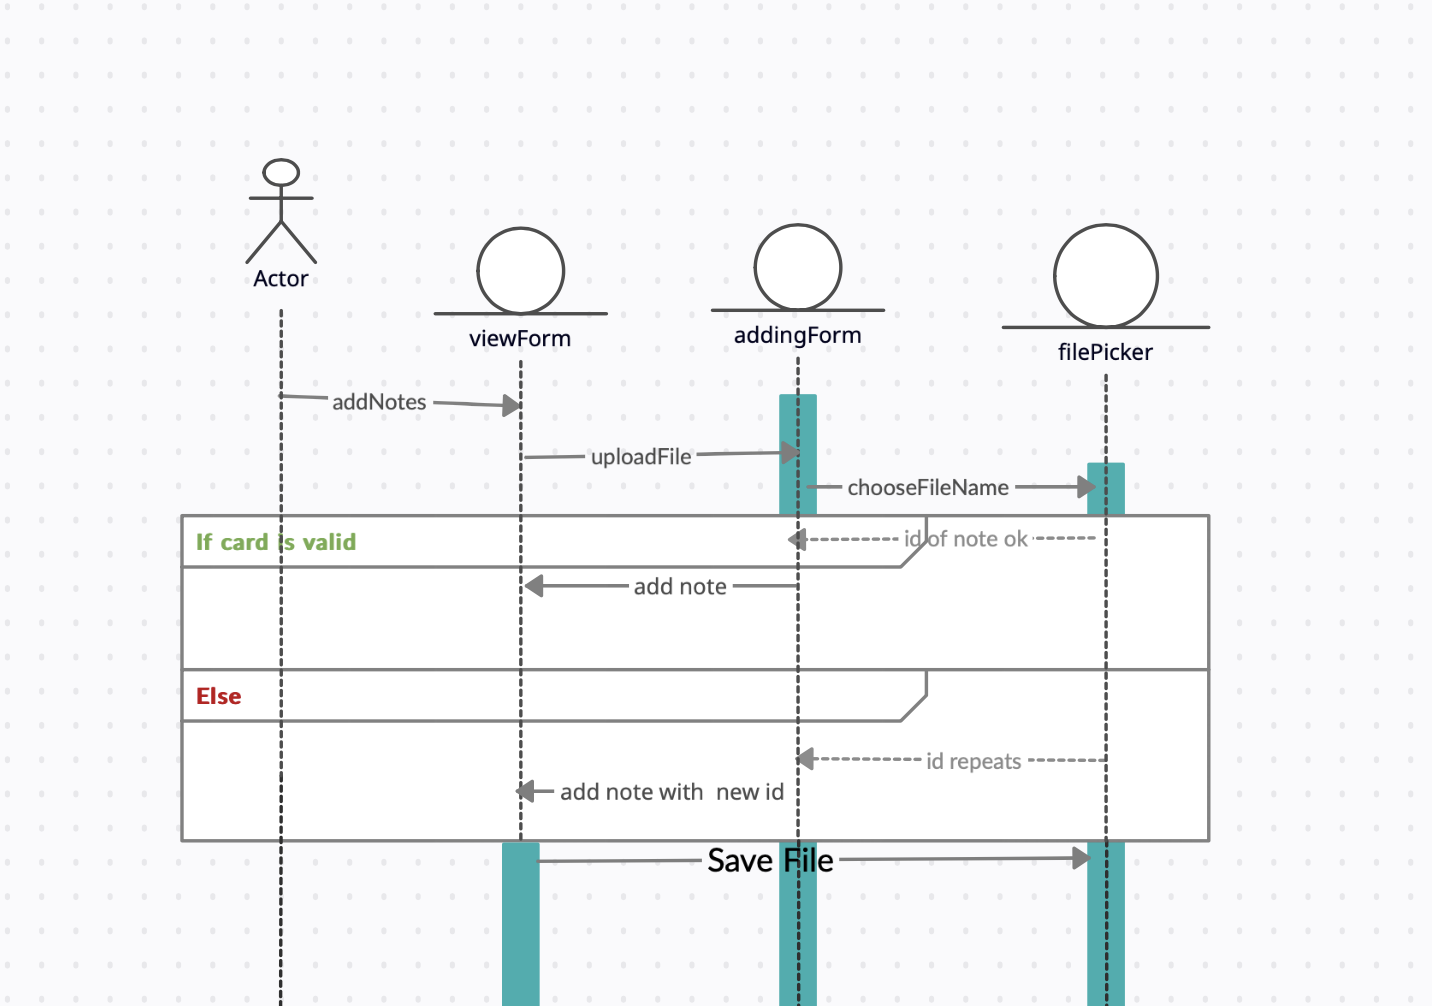 Actor
viewForm
addingForm
filePicker
addNotes
uploadFile
chooseFileName
If card is valid
id of note ok
add note
Else
id repeats
add note with  new id
Save File